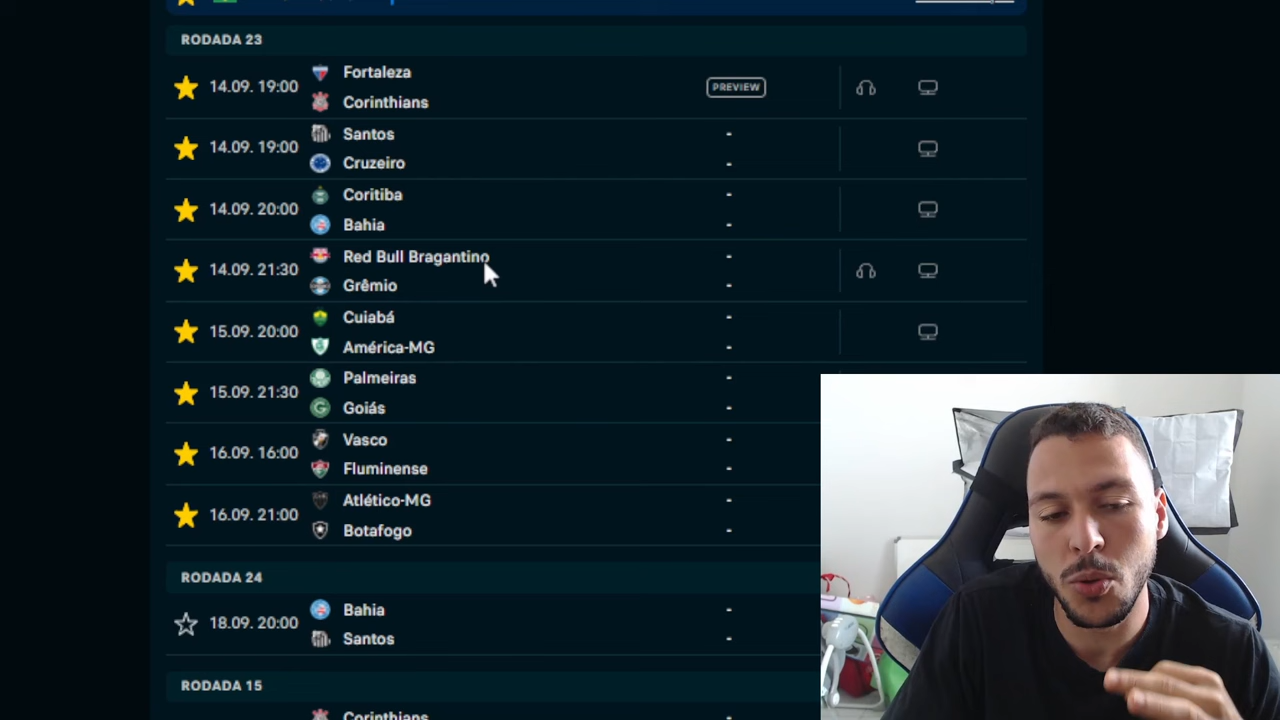 RODADA 23
14.09. 19:00
Fortaleza
Corinthians
PREVIEW
14.09. 19:00
Santos
-
Cruzeiro
-
14.09. 20:00
Coritiba
-
Bahia
-
14.09. 21:30
Red Bull Bragantino
-
Grêmio
-
15.09. 20:00
Cuiabá
-
América-MG
-
15.09. 21:30
Palmeiras
-
Goiás
-
16.09. 16:00
Vasco
-
Fluminense
-
16.09. 21:00
Atlético-MG
-
Botafogo
-
RODADA 24
18.09. 20:00
Bahia
-
Santos
-
RODADA 15
Corinthians
-